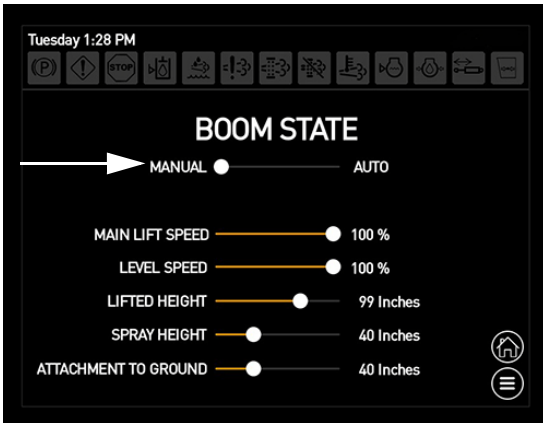 Tuesday 1:28 PM
(P) STOP
BOOM STATE
MANUAL AUTO
MAIN LIFT SPEED 100 %
LEVEL SPEED 100 %
LIFTED HEIGHT 99 Inches
SPRAY HEIGHT 40 Inches
ATTACHMENT TO GROUND 40 Inches